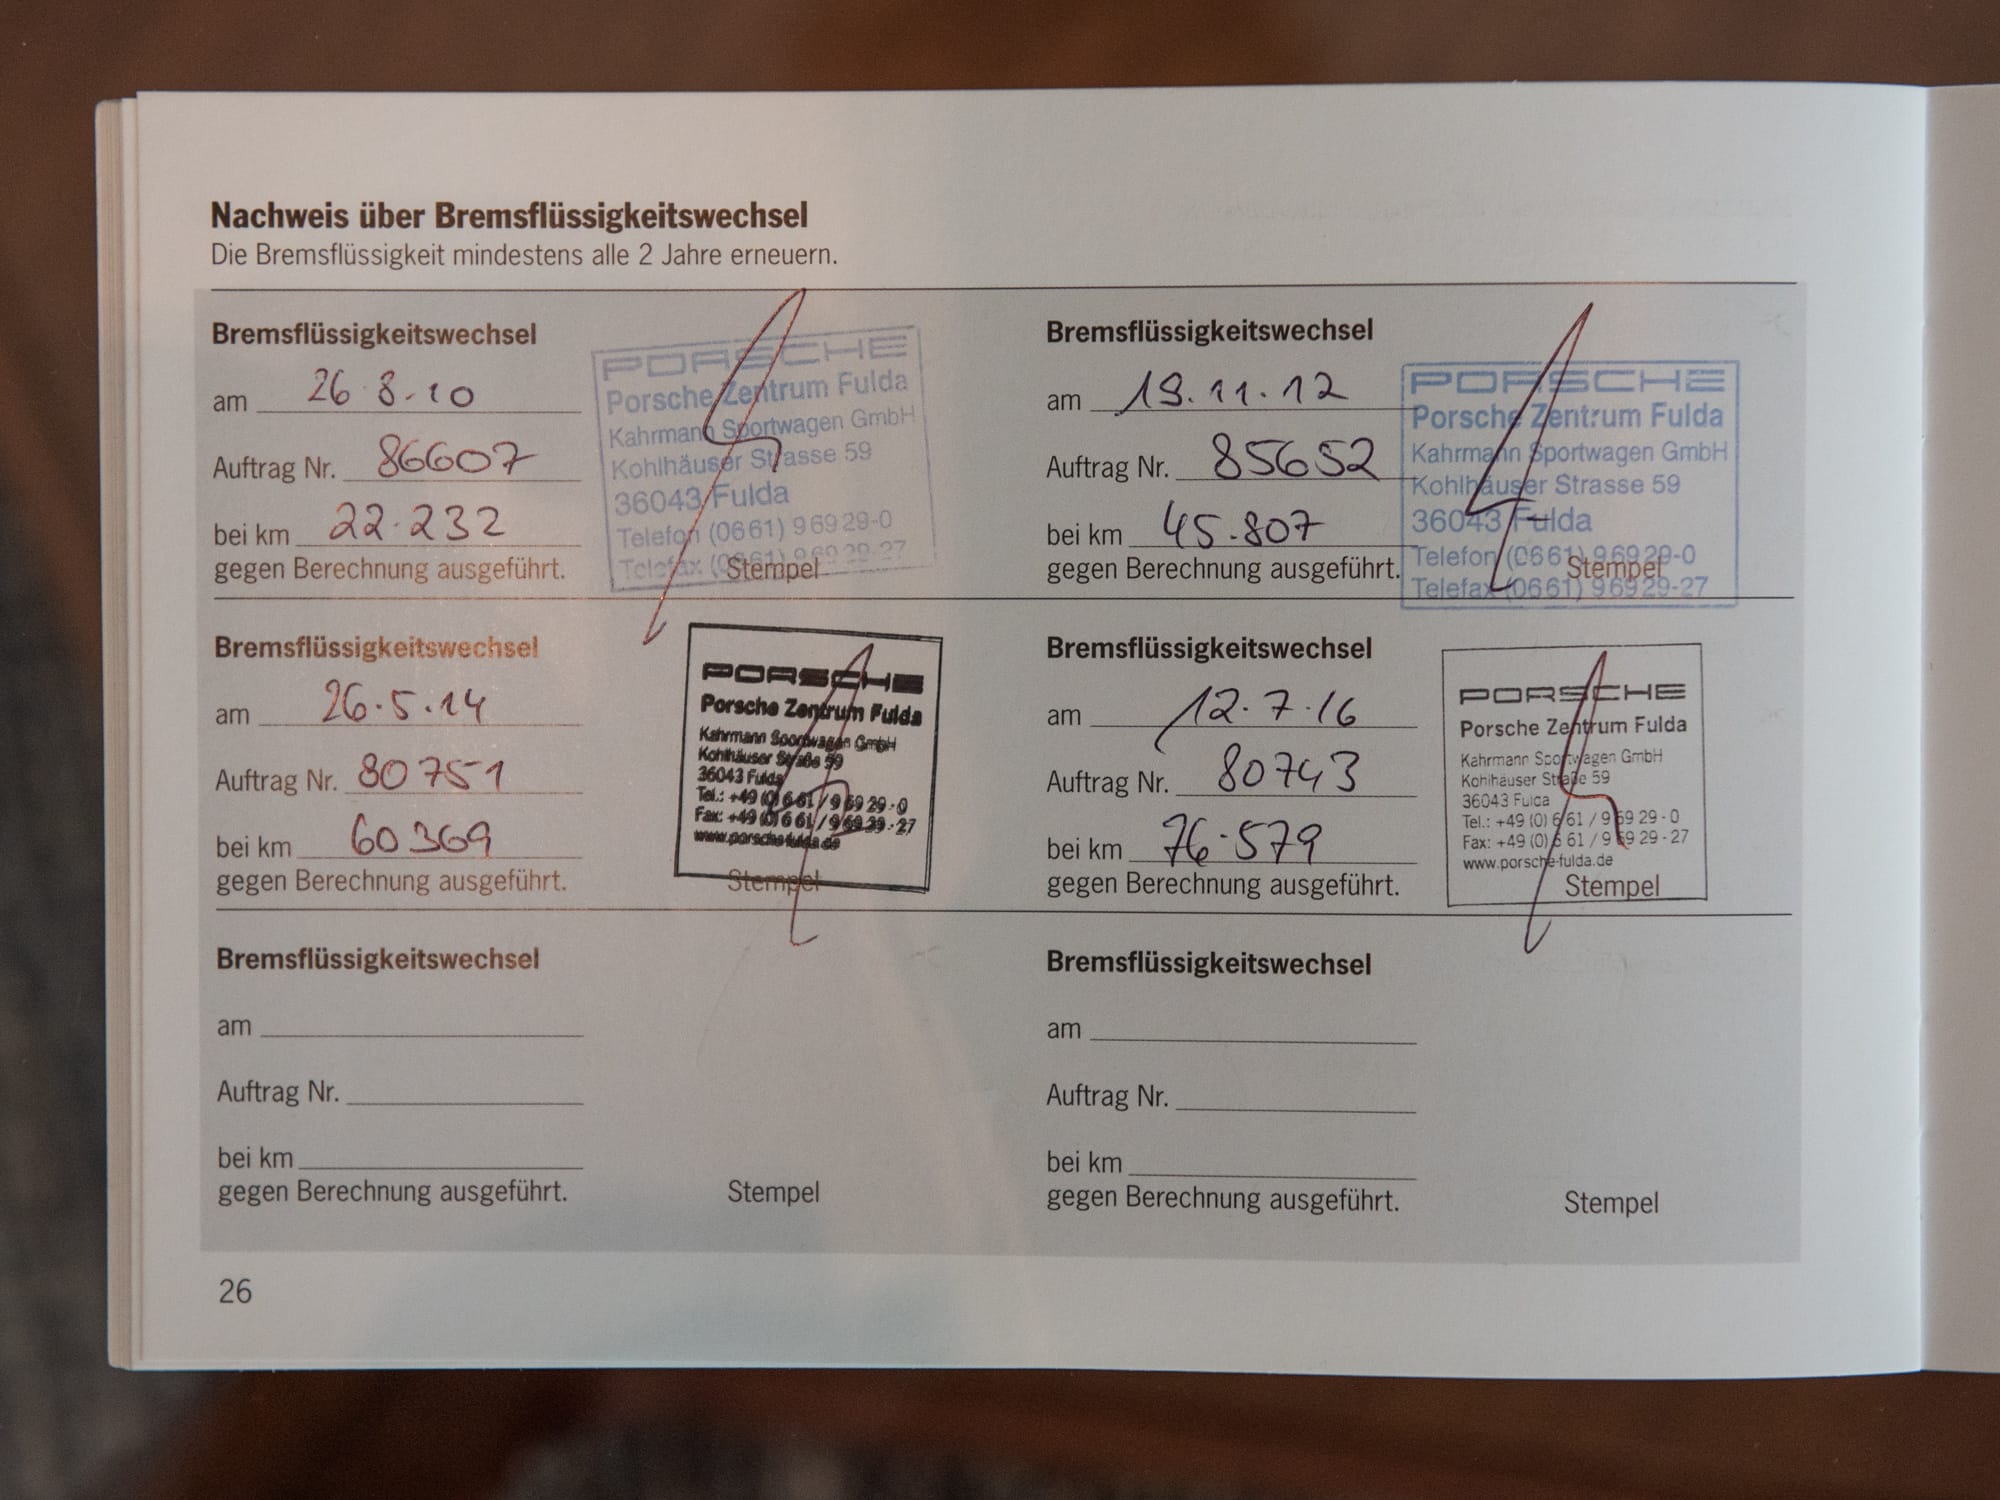 Nachweis über Bremsflüssigkeitswechsel
Die Bremsflüssigkeit mindestens alle 2 Jahre erneuern.
Bremsflüssigkeitswechsel
am 26.8.10
Auftrag Nr. 86607
bei km 22.232
gegen Berechnung ausgeführt.
PORSCHE
Porsche Zentrum Fulda
Kahrmann Sportwagen GmbH
Kohlhäuser Strasse 59
36043 Fulda
Telefon (0661) 96929-0
Telefax (0661) 96929-27
Stempel
Bremsflüssigkeitswechsel
am 19.11.12
Auftrag Nr. 85652
bei km 45.807
gegen Berechnung ausgeführt.
PORSCHE
Porsche Zentrum Fulda
Kahrmann Sportwagen GmbH
Kohlhäuser Strasse 59
36043 Fulda
Telefon (0661) 96929-0
Telefax (0661) 96929-27
Stempel
Bremsflüssigkeitswechsel
am 26.5.14
Auftrag Nr. 80751
bei km 60369
gegen Berechnung ausgeführt.
PORSCHE
Porsche Zentrum Fulda
Kahrmann Sportwagen GmbH
Kohlhäuser Straße 59
36043 Fulda
Tel.: +49 (0) 6 61 / 9 69 29 - 0
Fax: +49 (0) 6 61 / 9 69 29 - 27
www.porsche-fulda.de
Stempel
Bremsflüssigkeitswechsel
am 12.7.16
Auftrag Nr. 80743
bei km 76.579
gegen Berechnung ausgeführt.
PORSCHE
Porsche Zentrum Fulda
Kahrmann Sportwagen GmbH
Kohlhäuser Straße 59
36043 Fulda
Tel.: +49 (0) 6 61 / 9 69 29 - 0
Fax: +49 (0) 6 61 / 9 69 29 - 27
www.porsche-fulda.de
Stempel
Bremsflüssigkeitswechsel
am
Auftrag Nr.
bei km
gegen Berechnung ausgeführt.
Stempel
Bremsflüssigkeitswechsel
am
Auftrag Nr.
bei km
gegen Berechnung ausgeführt.
Stempel
26